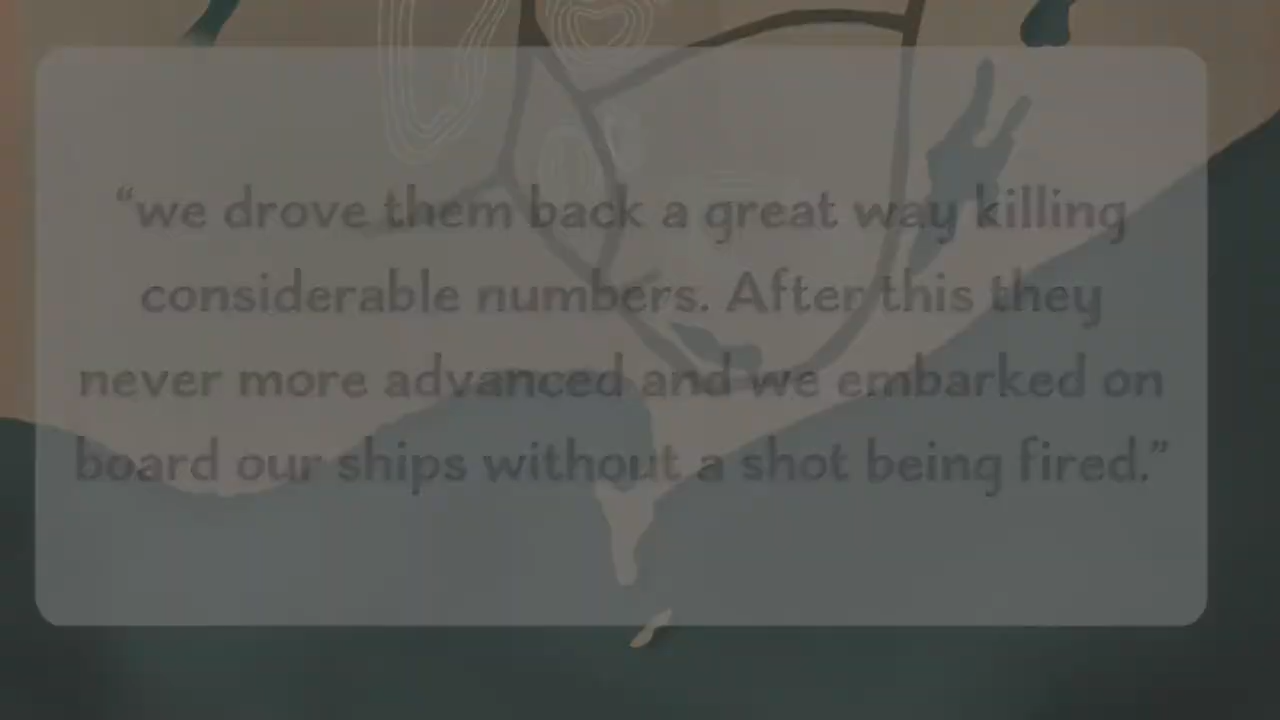 “we drove them back a great way killing
considerable numbers. After this they
never more advanced and we embarked on
board our ships without a shot being fired.”